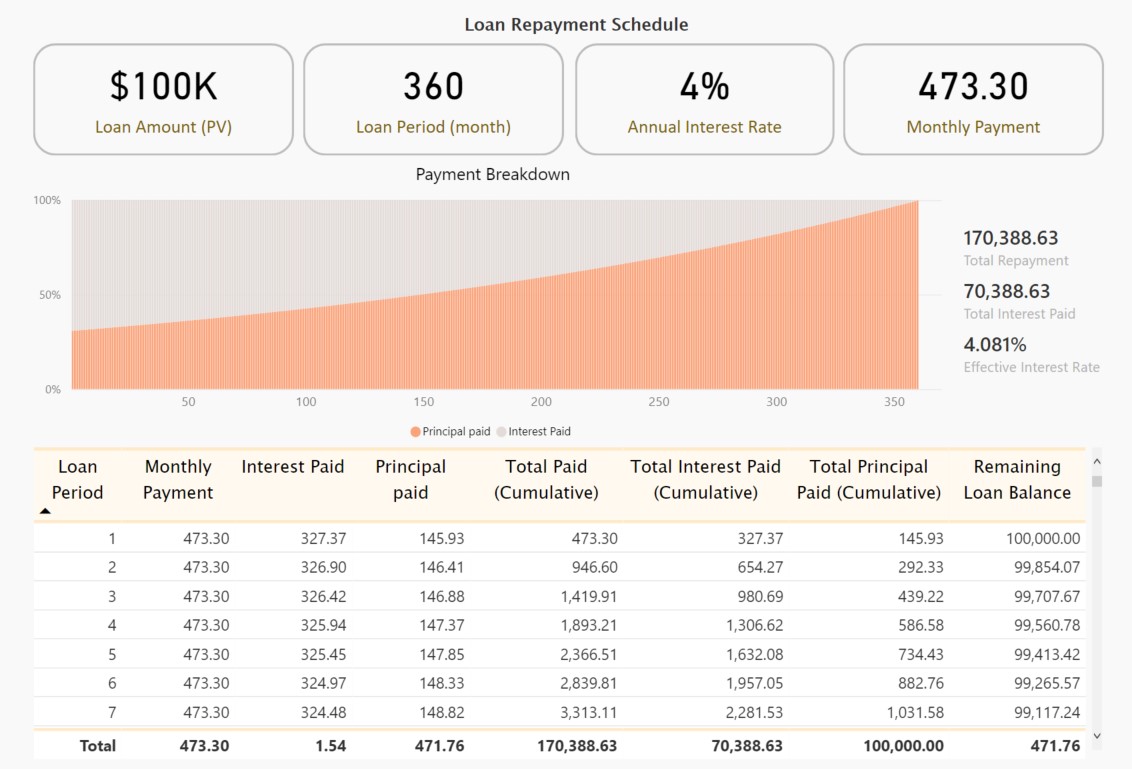 Loan Repayment Schedule
$100K
Loan Amount (PV)
360
Loan Period (month)
4%
Annual Interest Rate
473.30
Monthly Payment
Payment Breakdown
100%
50%
0%
50 100 150 200 250 300 350
Principal paid Interest Paid
170,388.63
Total Repayment
70,388.63
Total Interest Paid
4.081%
Effective Interest Rate
Loan Monthly Interest Paid Principal Total Paid Total Interest Paid Total Principal Remaining
Period Payment paid (Cumulative) (Cumulative) Paid (Cumulative) Loan Balance
1 473.30 327.37 145.93 473.30 327.37 145.93 100,000.00
2 473.30 326.90 146.41 946.60 654.27 292.33 99,854.07
3 473.30 326.42 146.88 1,419.91 980.69 439.22 99,707.67
4 473.30 325.94 147.37 1,893.21 1,306.62 586.58 99,560.78
5 473.30 325.45 147.85 2,366.51 1,632.08 734.43 99,413.42
6 473.30 324.97 148.33 2,839.81 1,957.05 882.76 99,265.57
7 473.30 324.48 148.82 3,313.11 2,281.53 1,031.58 99,117.24
Total 473.30 1.54 471.76 170,388.63 70,388.63 100,000.00 471.76